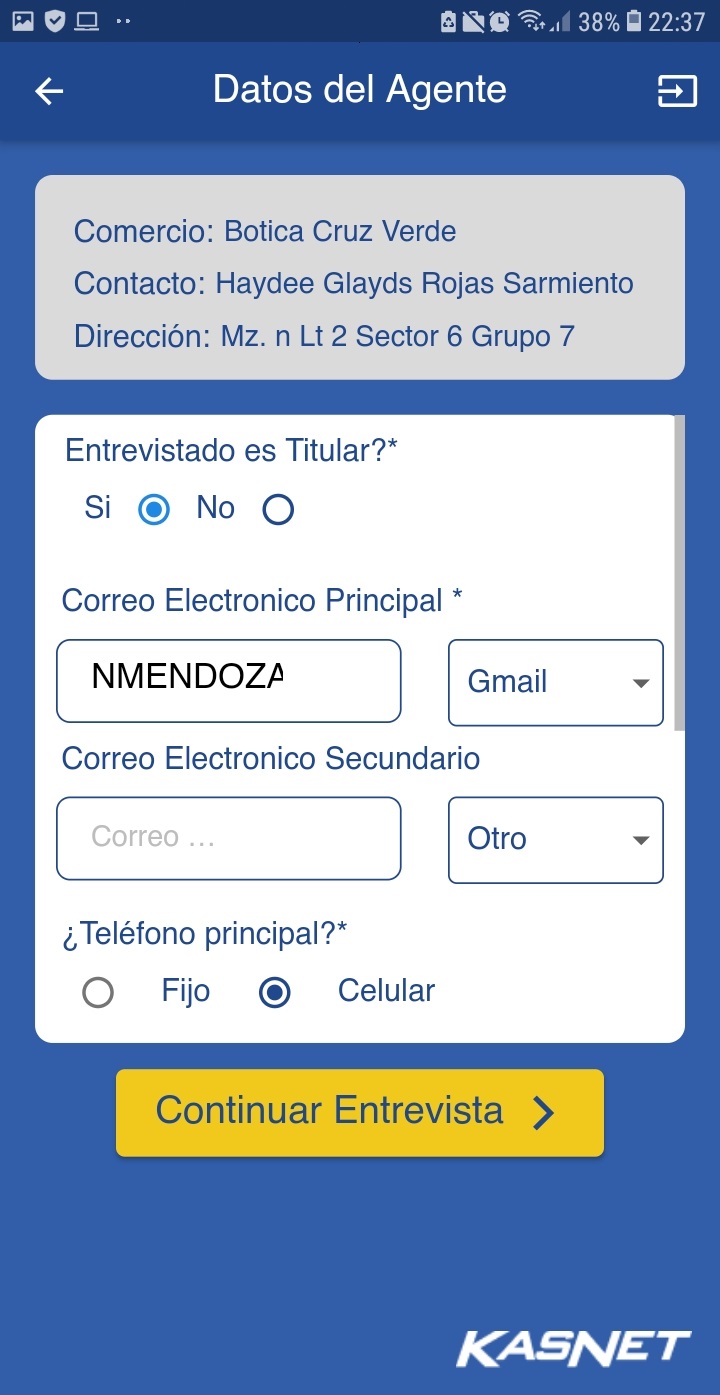 38% 22:37
Datos del Agente
Comercio: Botica Cruz Verde
Contacto: Haydee Glayds Rojas Sarmiento
Dirección: Mz. n Lt 2 Sector 6 Grupo 7
Entrevistado es Titular?*
Si No
Correo Electronico Principal *
NMENDOZA Gmail
Correo Electronico Secundario
Correo ... Otro
¿Teléfono principal?*
Fijo Celular
Continuar Entrevista
KASNET